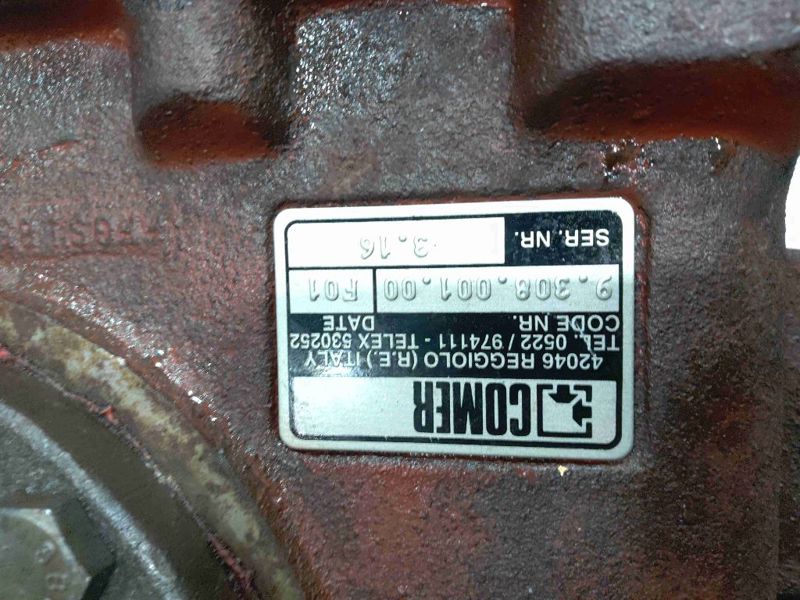 COMER
42046 REGGIOLO (R.E.) ITALY
TEL. 0522 / 974111 - TELEX 530252
CODE NR. DATE
9.308.001.00 F01
SER. NR. 3.16